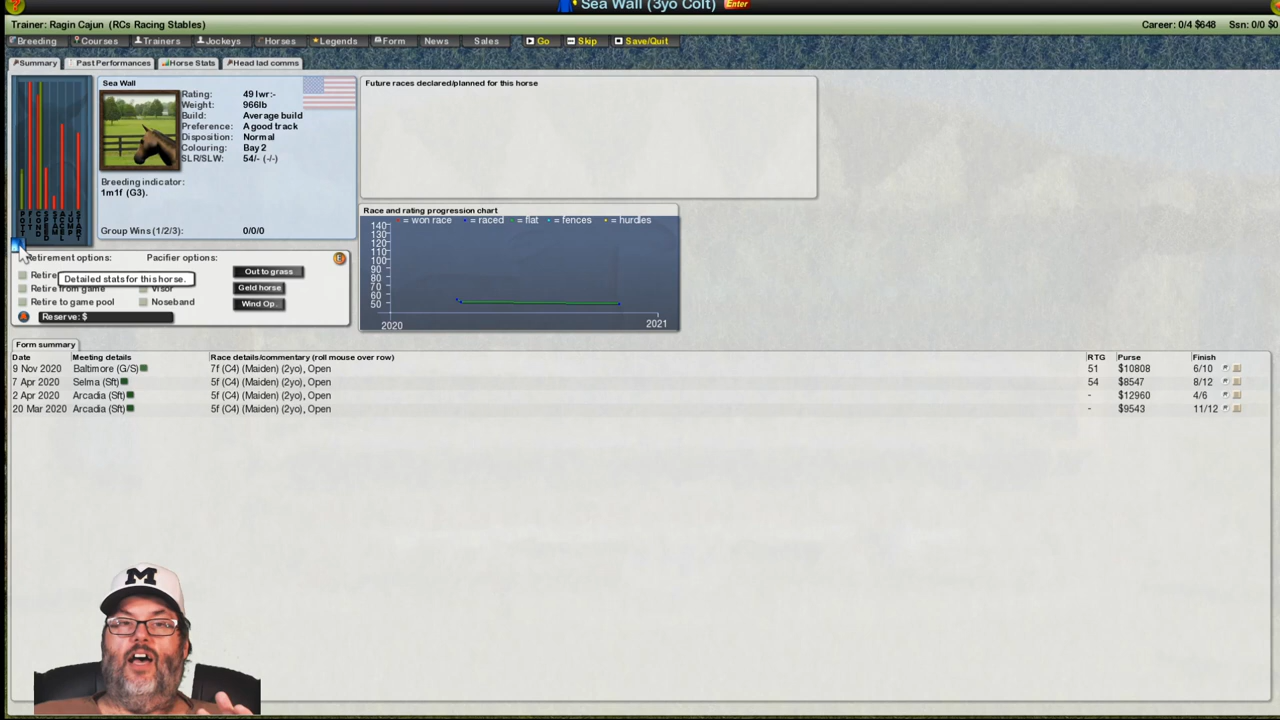 Sea Wall (3yo Colt) Enter
Trainer: Ragin Cajun (RCs Racing Stables)
Career: 0/4 $648 Ssn: 0/0 $0
Breeding Courses Trainers Jockeys Horses Legends Form News Sales Go Skip Save/Quit
Summary Past Performances Horse Stats Head lad comms
Sea Wall
Rating: 49 lwr:-
Weight: 966lb
Build: Average build
Preference: A good track
Disposition: Normal
Colouring: Bay 2
SLR/SLW: 54/- (-/-)
Breeding indicator:
1m1f (G3).
Group Wins (1/2/3): 0/0/0
POTT FIT COND SPEED STAM ACCEL JUMP START
Future races declared/planned for this horse
Race and rating progression chart
= won race = raced = flat = fences = hurdles
140
130
120
110
100
90
80
70
60
50
2020 2021
Retirement options: Pacifier options:
Retire
Detailed stats for this horse.
Retire from game Visor
Retire to game pool Noseband
Reserve: $
Out to grass
Geld horse
Wind Op.
Form summary
Date Meeting details Race details/commentary (roll mouse over row) RTG Purse Finish
9 Nov 2020 Baltimore (G/S) 7f (C4) (Maiden) (2yo), Open 51 $10808 6/10
7 Apr 2020 Selma (Sft) 5f (C4) (Maiden) (2yo), Open 54 $8547 8/12
2 Apr 2020 Arcadia (Sft) 5f (C4) (Maiden) (2yo), Open - $12960 4/6
20 Mar 2020 Arcadia (Sft) 5f (C4) (Maiden) (2yo), Open - $9543 11/12
M